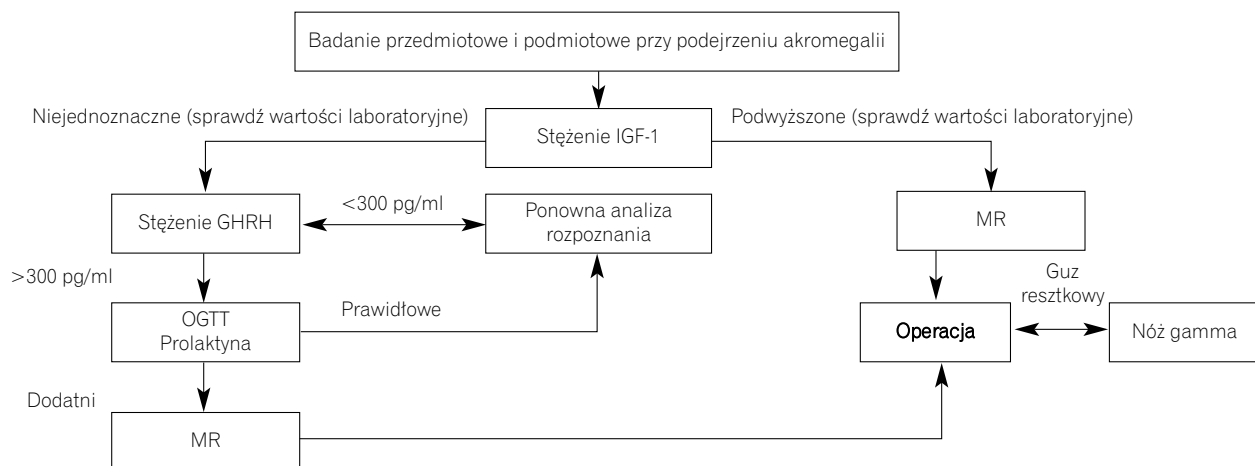 Badanie przedmiotowe i podmiotowe przy podejrzeniu akromegalii
Niejednoznaczne (sprawdź wartości laboratoryjne)
Stężenie IGF-1
Podwyższone (sprawdź wartości laboratoryjne)
Stężenie GHRH
<300 pg/ml
Ponowna analiza
rozpoznania
MR
>300 pg/ml
OGTT
Prolaktyna
Prawidłowe
Operacja
Guz
resztkowy
Nóż gamma
Dodatni
MR